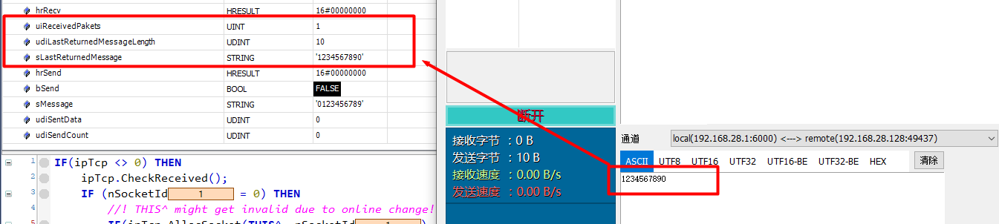 hrRecv HRESULT 16#00000000
uiReceivedPakets UINT 1
udiLastReturnedMessageLength UDINT 10
sLastReturnedMessage STRING '1234567890'
hrSend HRESULT 16#00000000
bSend BOOL FALSE
sMessage STRING '0123456789'
udiSentData UDINT 0
udiSendCount UDINT 0
1 IF(ipTcp <> 0) THEN
2 ipTcp.CheckReceived();
3 IF (nSocketId 1 = 0) THEN
4 //! THIS^ might get invalid due to online change!
5 IF(ipTcp.AllocSocket(THIS^, nSocketId 1 )
断开
接收字节 : 0 B
发送字节 : 10 B
接收速度 : 0.00 B/s
发送速度 : 0.00 B/s
通道 local(192.168.28.1:6000) <---> remote(192.168.28.128:49437)
ASCII UTF8 UTF16 UTF32 UTF16-BE UTF32-BE HEX 清除
1234567890